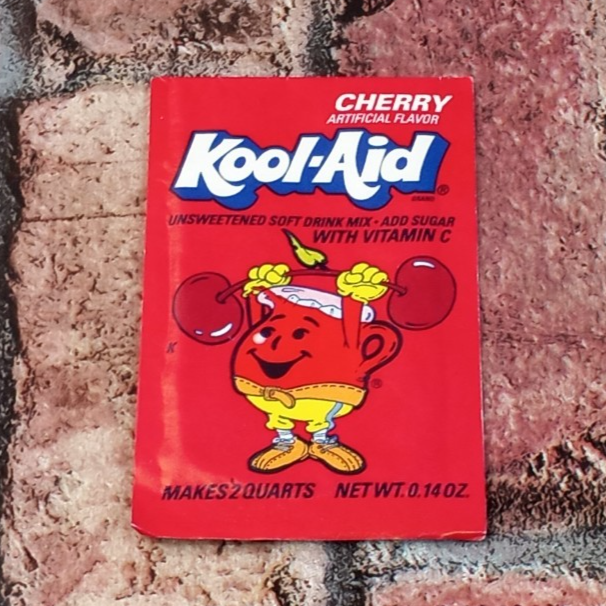 CHERRY
ARTIFICIAL FLAVOR
Kool-Aid®
BRAND
UNSWEETENED SOFT DRINK MIX • ADD SUGAR
WITH VITAMIN C
K
®
MAKES 2 QUARTS NET WT. 0.14 OZ.